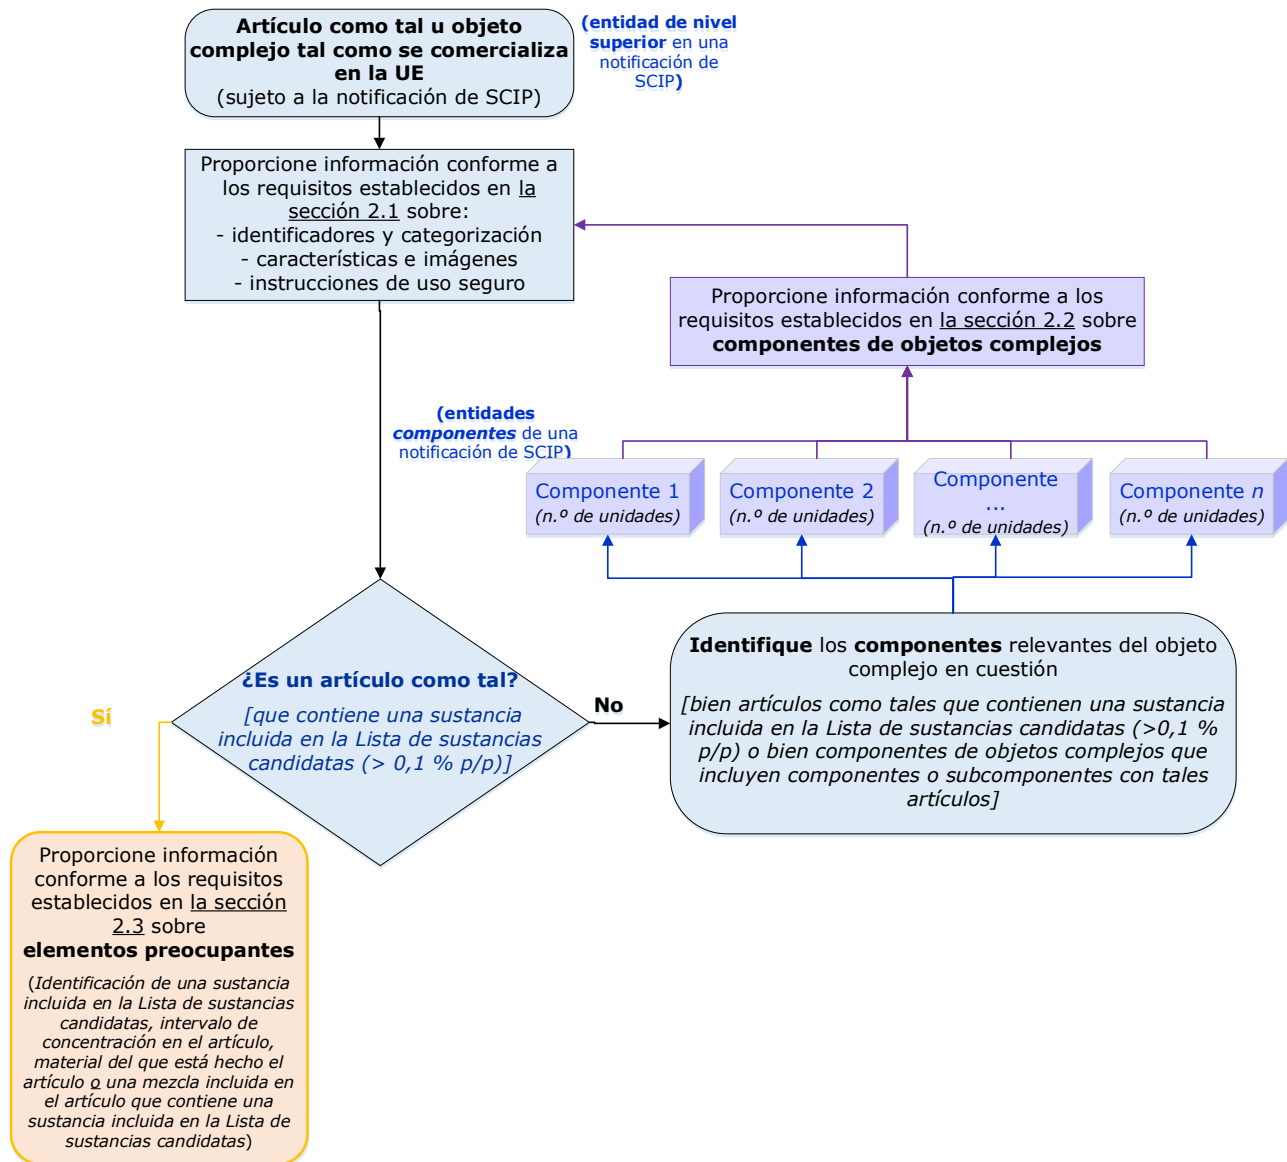 Artículo como tal u objeto
complejo tal como se comercializa
en la UE
(sujeto a la notificación de SCIP)
(entidad de nivel
superior en una
notificación de
SCIP)
Proporcione información conforme a
los requisitos establecidos en la
sección 2.1 sobre:
- identificadores y categorización
- características e imágenes
- instrucciones de uso seguro
Proporcione información conforme a los
requisitos establecidos en la sección 2.2 sobre
componentes de objetos complejos
(entidades
componentes de una
notificación de SCIP)
Componente 1
(n.º de unidades)
Componente 2
(n.º de unidades)
Componente
...
(n.º de unidades)
Componente n
(n.º de unidades)
¿Es un artículo como tal?
[que contiene una sustancia
incluida en la Lista de sustancias
candidatas (> 0,1 % p/p)]
Sí
No
Identifique los componentes relevantes del objeto
complejo en cuestión
[bien artículos como tales que contienen una sustancia
incluida en la Lista de sustancias candidatas (>0,1 %
p/p) o bien componentes de objetos complejos que
incluyen componentes o subcomponentes con tales
artículos]
Proporcione información
conforme a los requisitos
establecidos en la sección
2.3 sobre
elementos preocupantes
(Identificación de una sustancia
incluida en la Lista de sustancias
candidatas, intervalo de
concentración en el artículo,
material del que está hecho el
artículo o una mezcla incluida en
el artículo que contiene una
sustancia incluida en la Lista de
sustancias candidatas)